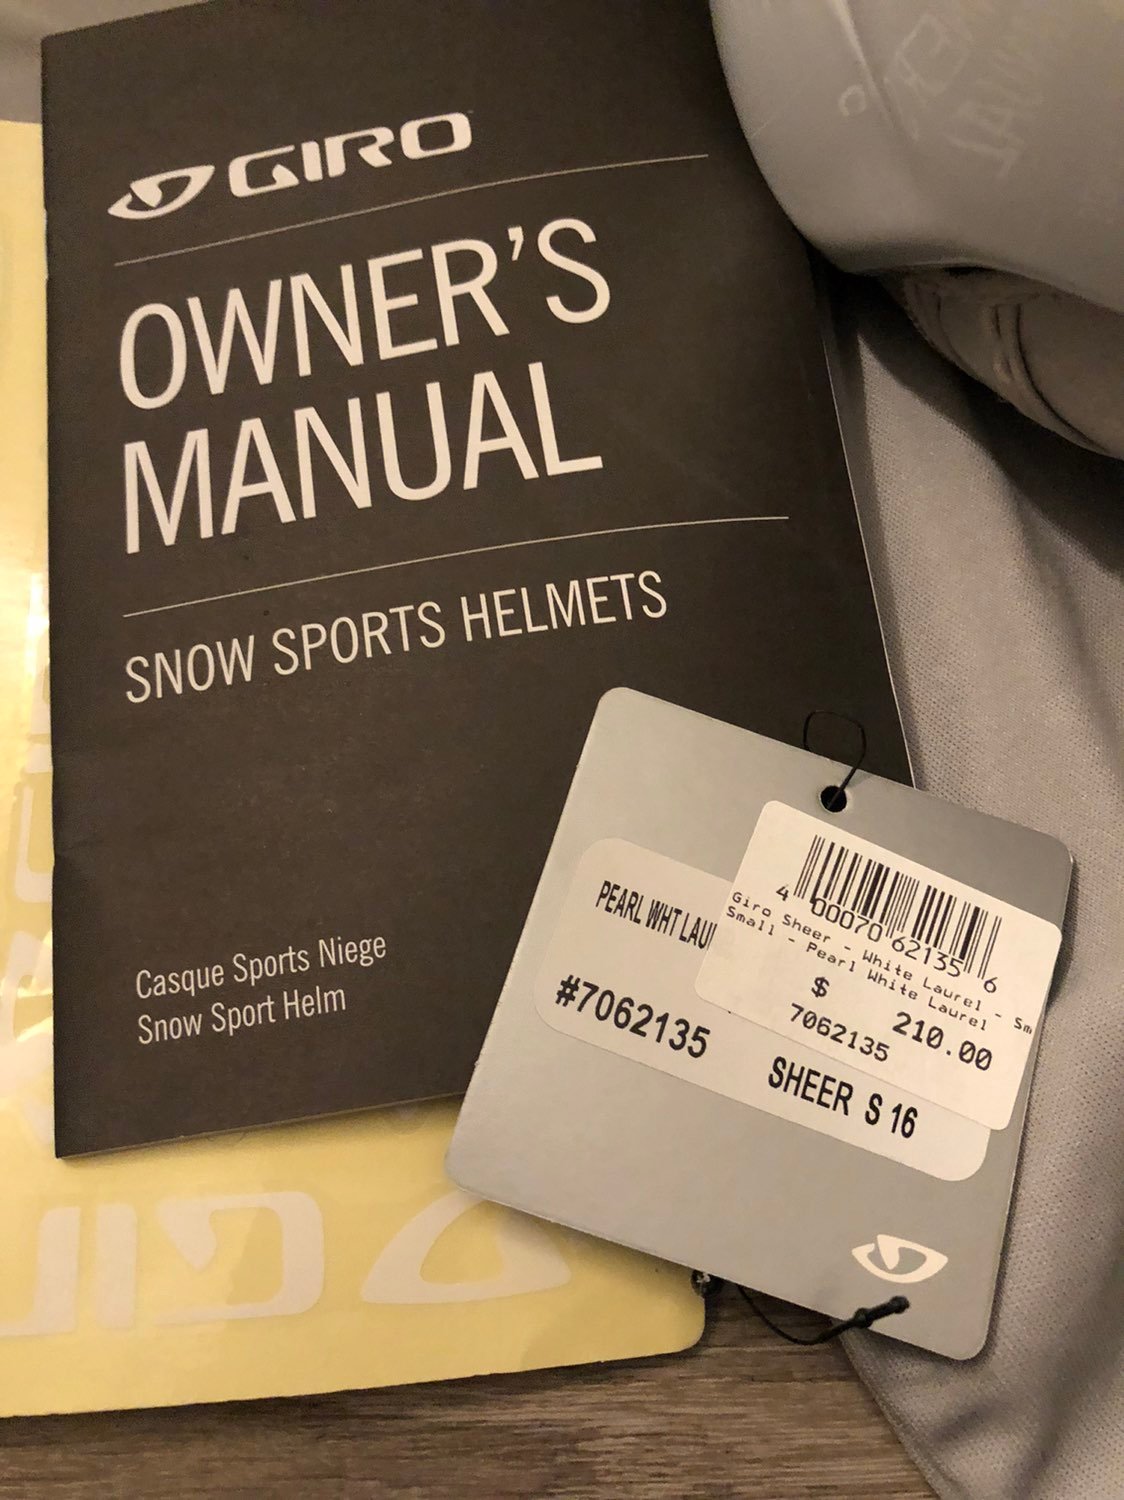 GIRO
OWNER'S
MANUAL
SNOW SPORTS HELMETS
Casque Sports Niege
Snow Sport Helm
4 00070 62135 6
Giro Sheer - White Laurel - Sm
Small - Pearl White Laurel
$ 210.00
7062135
PEARL WHT LAU
#7062135
SHEER S 16